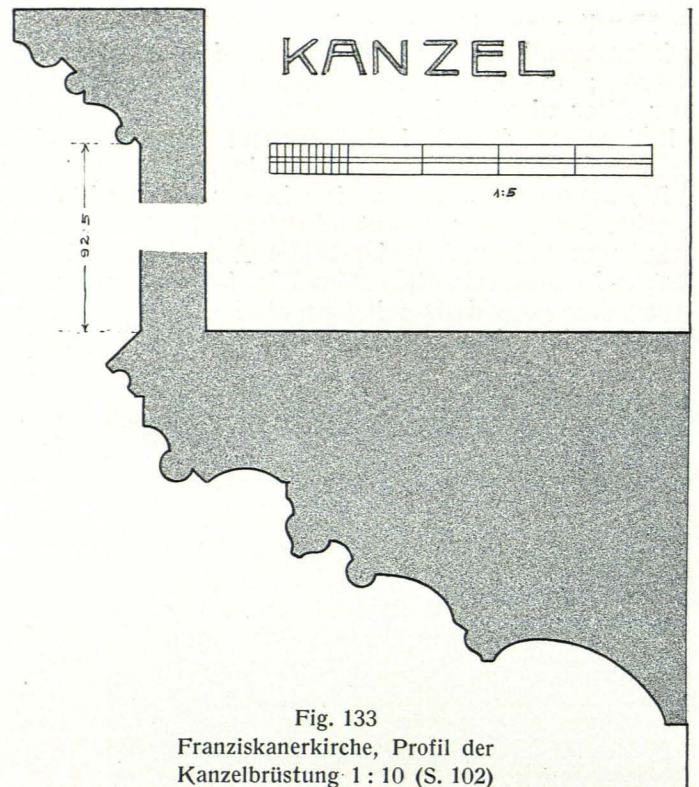 KANZEL
1:5
92·5
Fig. 133
Franziskanerkirche, Profil der
Kanzelbrüstung 1 : 10 (S. 102)